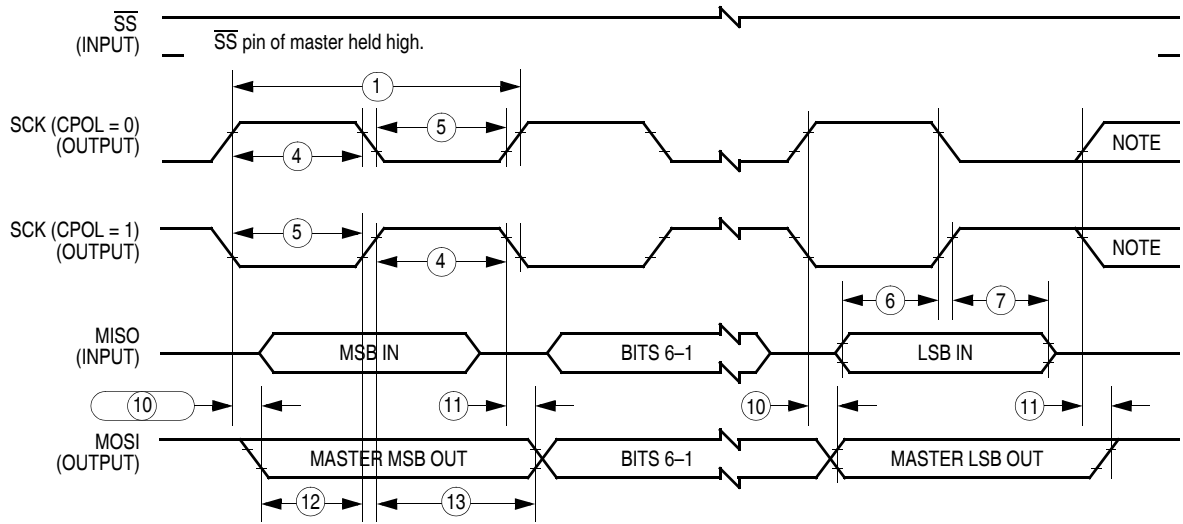 S̅S̅
(INPUT)
S̅S̅ pin of master held high.
1
SCK (CPOL = 0)
(OUTPUT)
5
4
NOTE
SCK (CPOL = 1)
(OUTPUT)
5
4
NOTE
6
7
MISO
(INPUT)
MSB IN
BITS 6–1
LSB IN
10
11
10
11
MOSI
(OUTPUT)
MASTER MSB OUT
BITS 6–1
MASTER LSB OUT
12
13